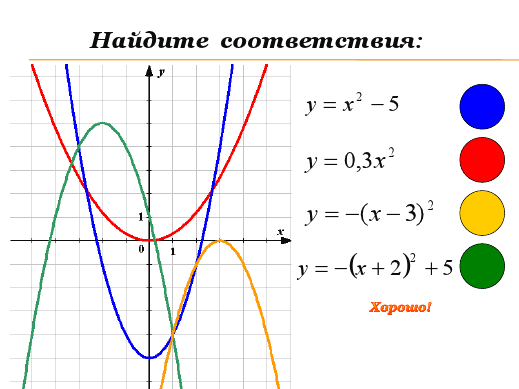 Найдите соответствия:
y
y = x² − 5
y = 0,3x²
1
y = −(x − 3)²
x
0
1
y = −(x + 2)² + 5
Хорошо!